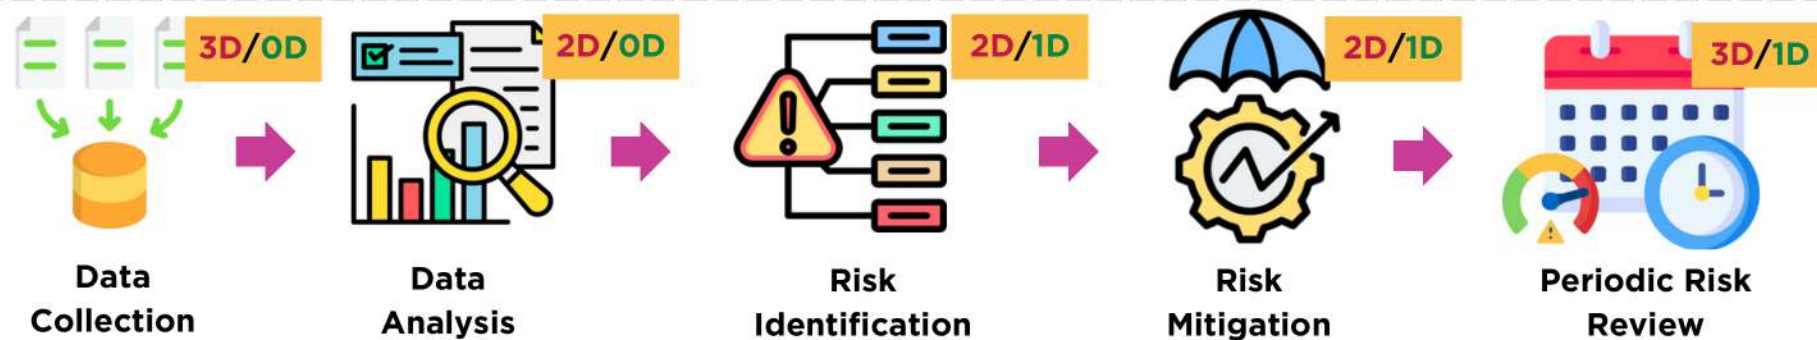 3D/0D
2D/0D
2D/1D
2D/1D
3D/1D
Data
Collection
Data
Analysis
Risk
Identification
Risk
Mitigation
Periodic Risk
Review